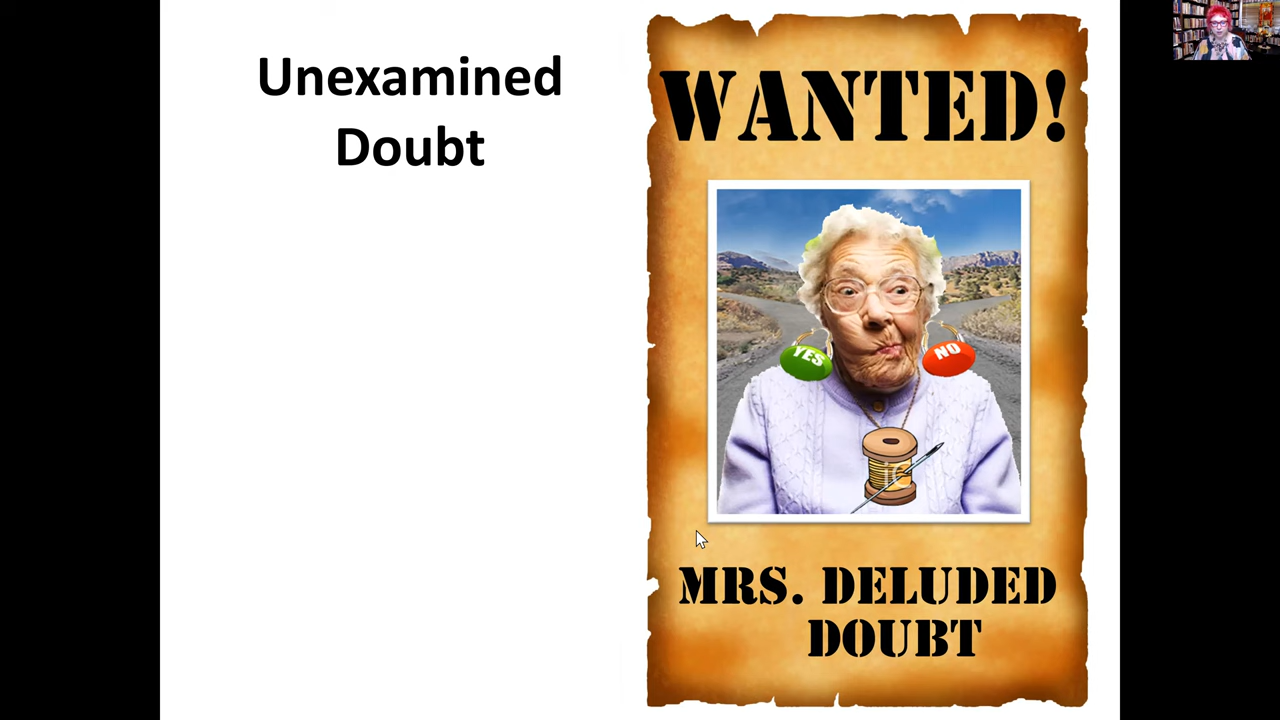 Unexamined
Doubt
WANTED!
YES
NO
MRS. DELUDED
DOUBT